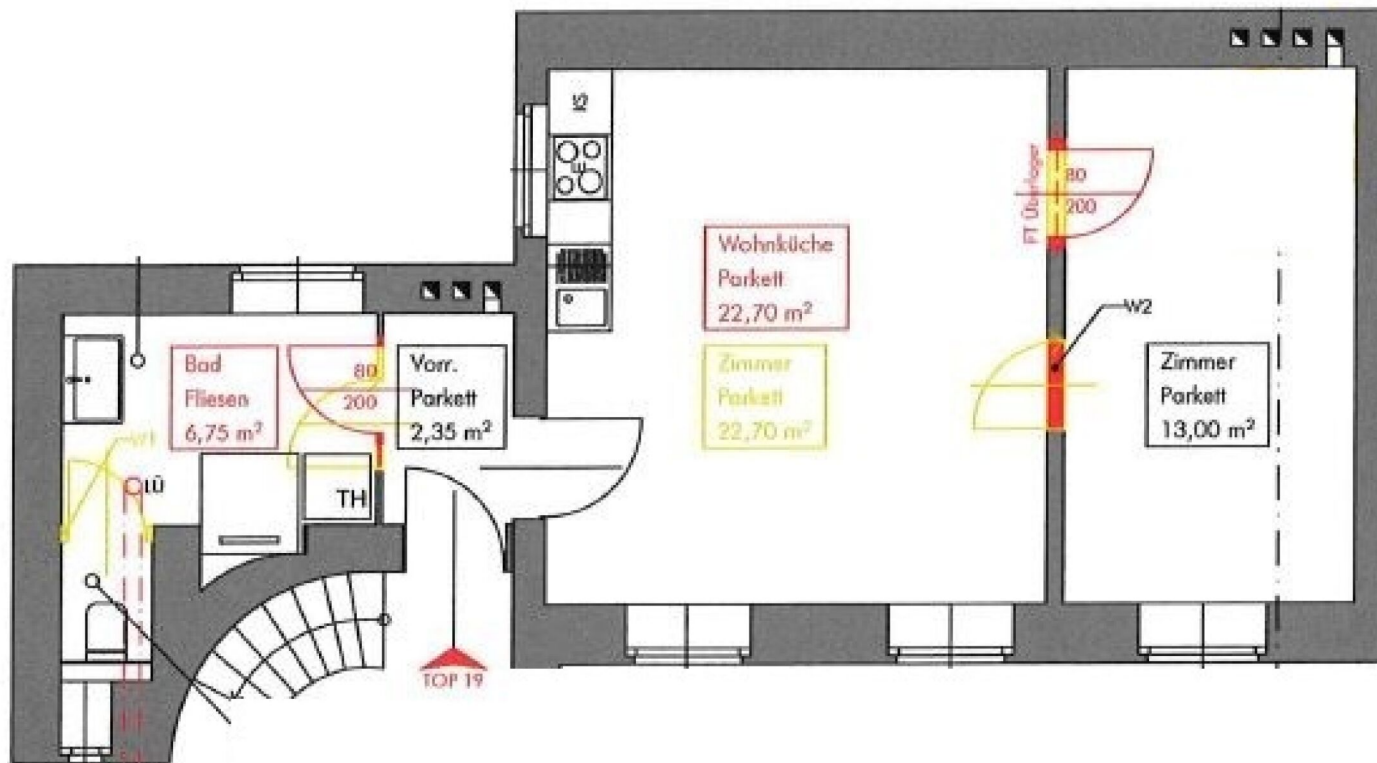 KS
E
FT Überlager
80
200
Wohnküche
Parkett
22,70 m²
W2
Bad
Fliesen
6,75 m²
80
200
Vorr.
Parkett
2,35 m²
Zimmer
Parkett
22,70 m²
Zimmer
Parkett
13,00 m²
W1
LÜ
TH
TOP 19